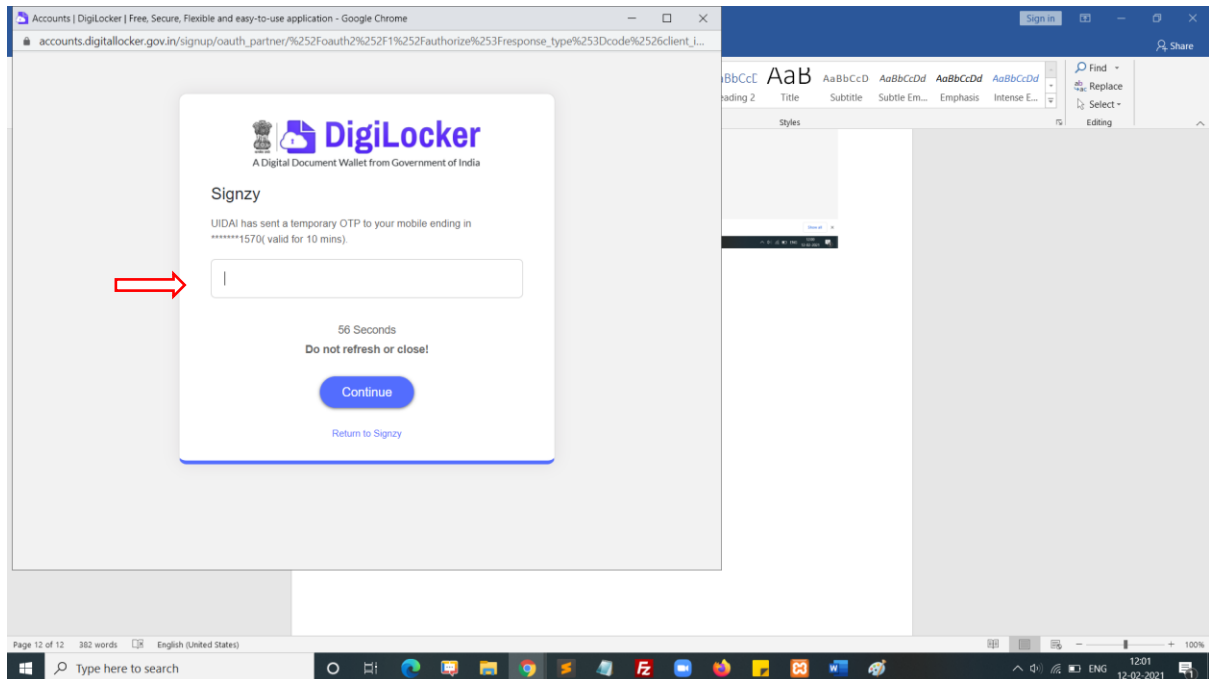 Accounts | DigiLocker | Free, Secure, Flexible and easy-to-use application - Google Chrome
accounts.digitallocker.gov.in/signup/oauth_partner/%252Foauth2%252F1%252Fauthorize%253Fresponse_type%253Dcode%2526client_i...
DigiLocker
A Digital Document Wallet from Government of India
Signzy
UIDAI has sent a temporary OTP to your mobile ending in
*******1570( valid for 10 mins).
56 Seconds
Do not refresh or close!
Continue
Return to Signzy
Sign in
Share
BbCcE AaB AaBbCcD AaBbCcDd AaBbCcDd AaBbCcDd
eading 2 Title Subtitle Subtle Em... Emphasis Intense E...
Styles
Find
Replace
Select
Editing
Page 12 of 12 382 words English (United States) 100%
Type here to search
ENG 12:01
12-02-2021